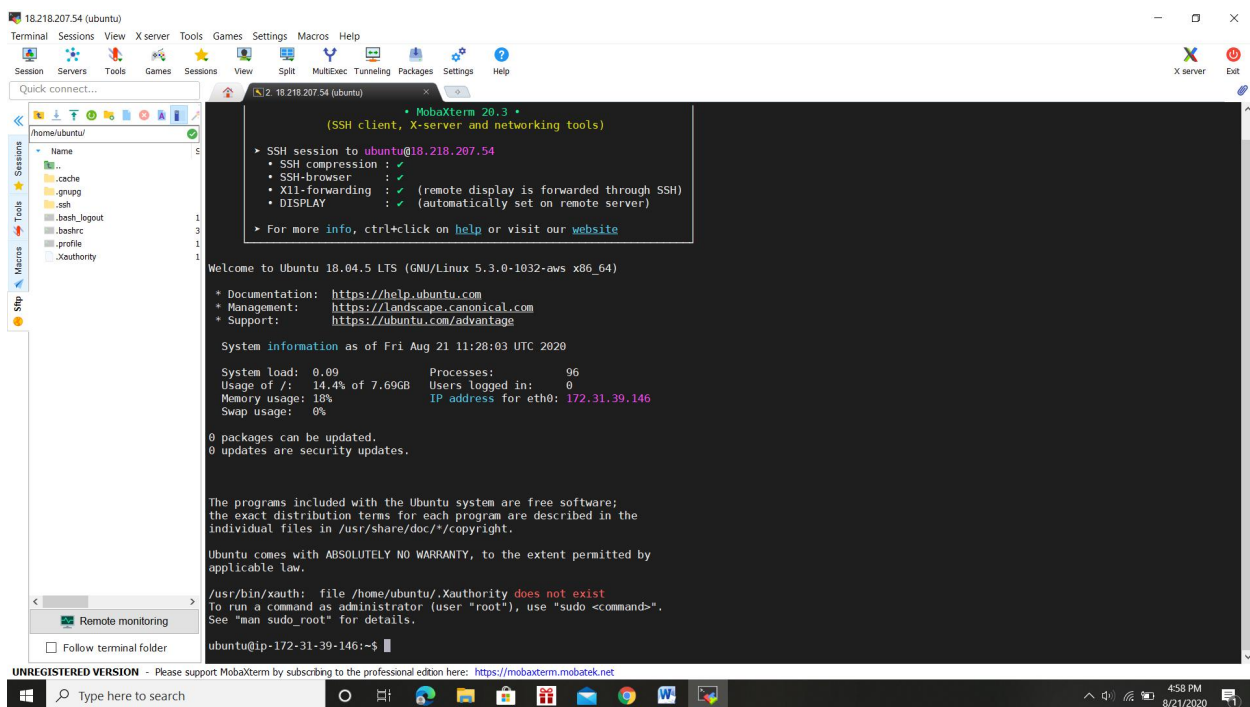 18.218.207.54 (ubuntu)
Terminal Sessions View X server Tools Games Settings Macros Help
Session Servers Tools Games Sessions View Split MultiExec Tunneling Packages Settings Help X server Exit
Quick connect...
2. 18.218.207.54 (ubuntu)
/home/ubuntu/
Name S
..
.cache
.gnupg
.ssh
.bash_logout 1
.bashrc 3
.profile 1
.Xauthority 1
Sessions
Tools
Macros
Sftp
• MobaXterm 20.3 •
(SSH client, X-server and networking tools)
➤ SSH session to ubuntu@18.218.207.54
• SSH compression : ✔
• SSH-browser : ✔
• X11-forwarding : ✔ (remote display is forwarded through SSH)
• DISPLAY : ✔ (automatically set on remote server)
➤ For more info, ctrl+click on help or visit our website
Welcome to Ubuntu 18.04.5 LTS (GNU/Linux 5.3.0-1032-aws x86_64)
* Documentation: https://help.ubuntu.com
* Management: https://landscape.canonical.com
* Support: https://ubuntu.com/advantage
System information as of Fri Aug 21 11:28:03 UTC 2020
System load: 0.09 Processes: 96
Usage of /: 14.4% of 7.69GB Users logged in: 0
Memory usage: 18% IP address for eth0: 172.31.39.146
Swap usage: 0%
0 packages can be updated.
0 updates are security updates.
The programs included with the Ubuntu system are free software;
the exact distribution terms for each program are described in the
individual files in /usr/share/doc/*/copyright.
Ubuntu comes with ABSOLUTELY NO WARRANTY, to the extent permitted by
applicable law.
/usr/bin/xauth: file /home/ubuntu/.Xauthority does not exist
To run a command as administrator (user "root"), use "sudo <command>".
See "man sudo_root" for details.
ubuntu@ip-172-31-39-146:~$
Remote monitoring
Follow terminal folder
UNREGISTERED VERSION - Please support MobaXterm by subscribing to the professional edition here: https://mobaxterm.mobatek.net
Type here to search
4:58 PM
8/21/2020